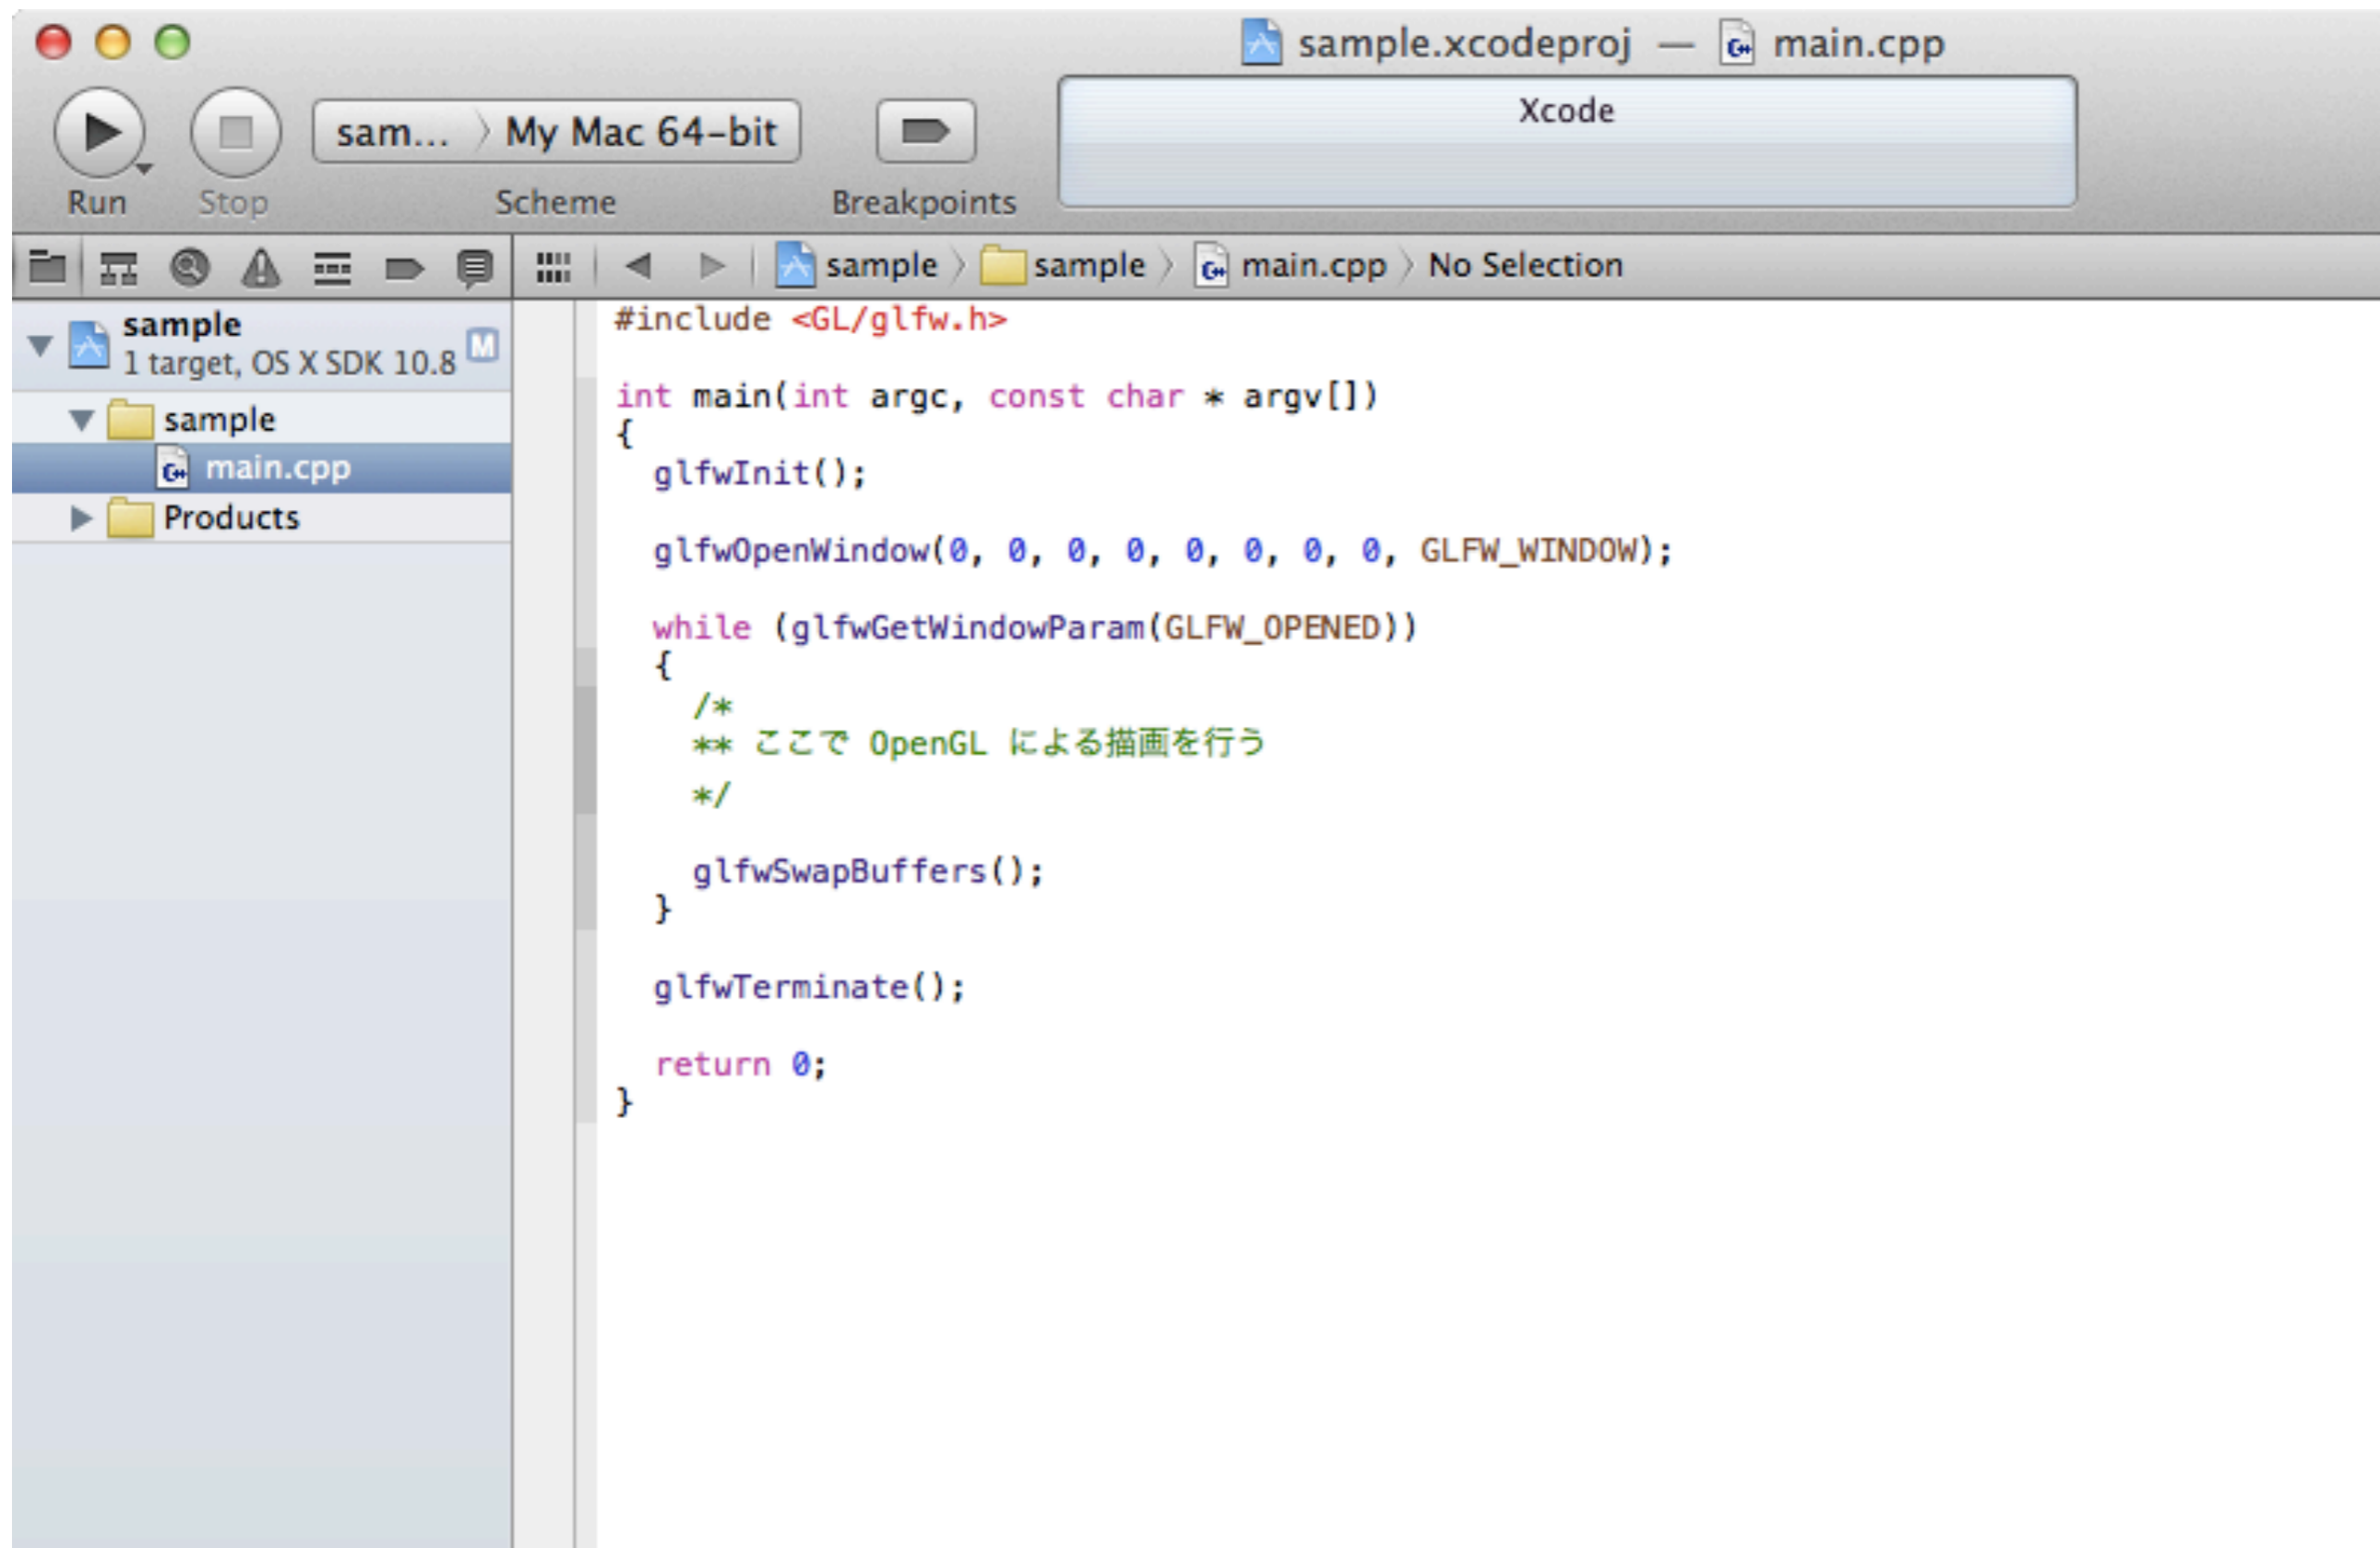 sample.xcodeproj — main.cpp
Run Stop sam... My Mac 64-bit Scheme Breakpoints Xcode
sample sample main.cpp No Selection
sample
1 target, OS X SDK 10.8 M
sample
main.cpp
Products
#include <GL/glfw.h>
int main(int argc, const char * argv[])
{
glfwInit();
glfwOpenWindow(0, 0, 0, 0, 0, 0, 0, 0, GLFW_WINDOW);
while (glfwGetWindowParam(GLFW_OPENED))
{
/*
** ここで OpenGL による描画を行う
*/
glfwSwapBuffers();
}
glfwTerminate();
return 0;
}